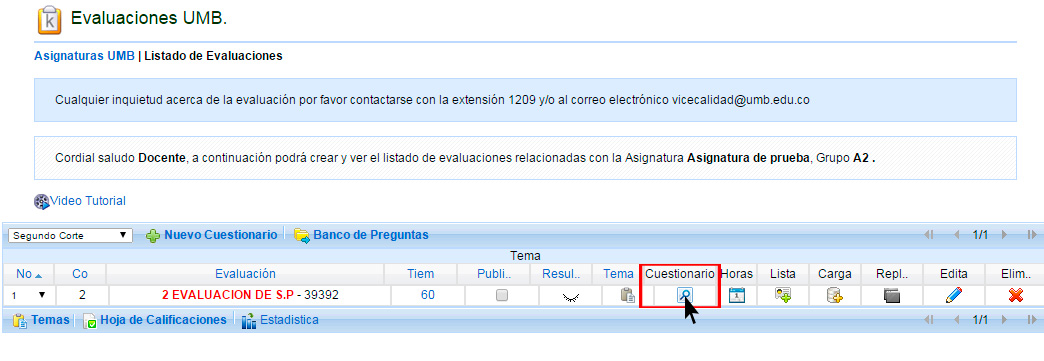 Evaluaciones UMB.
Asignaturas UMB | Listado de Evaluaciones
Cualquier inquietud acerca de la evaluación por favor contactarse con la extensión 1209 y/o al correo electrónico vicecalidad@umb.edu.co
Cordial saludo Docente, a continuación podrá crear y ver el listado de evaluaciones relacionadas con la Asignatura Asignatura de prueba, Grupo A2 .
Video Tutorial
Segundo Corte Nuevo Cuestionario Banco de Preguntas 1/1
Tema
No Co Evaluación Tiem Publi.. Resul.. Tema Cuestionario Horas Lista Carga Repl.. Edita Elim..
1 2 2 EVALUACION DE S.P - 39392 60
Temas Hoja de Calificaciones Estadistica 1/1